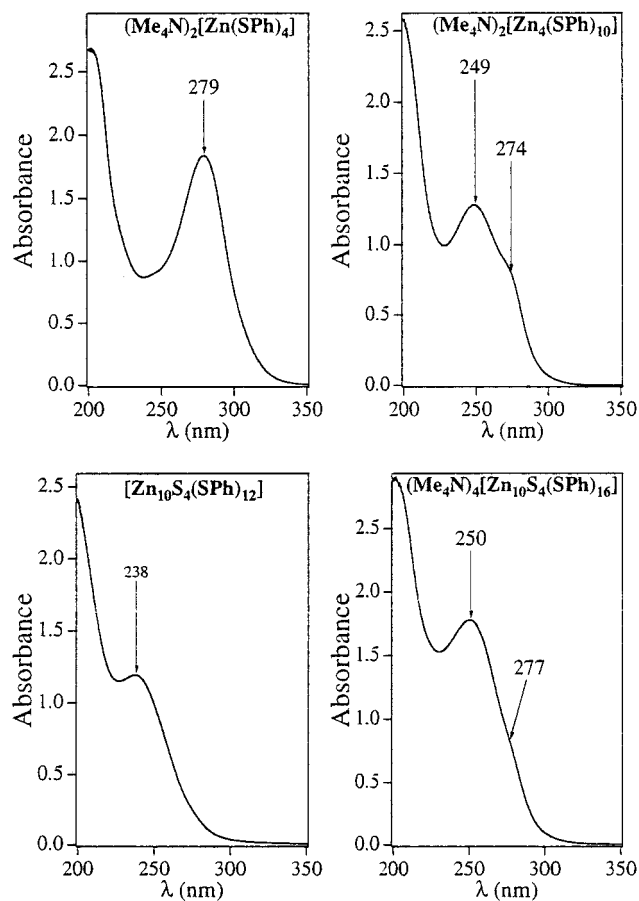 (Me₄N)₂[Zn(SPh)₄]
279
Absorbance
2.5
2.0
1.5
1.0
0.5
0.0
200 250 300 350
λ (nm)
(Me₄N)₂[Zn₄(SPh)₁₀]
249
274
Absorbance
2.5
2.0
1.5
1.0
0.5
0.0
200 250 300 350
λ (nm)
[Zn₁₀S₄(SPh)₁₂]
238
Absorbance
2.5
2.0
1.5
1.0
0.5
0.0
200 250 300 350
λ (nm)
(Me₄N)₄[Zn₁₀S₄(SPh)₁₆]
250
277
Absorbance
2.5
2.0
1.5
1.0
0.5
0.0
200 250 300 350
λ (nm)